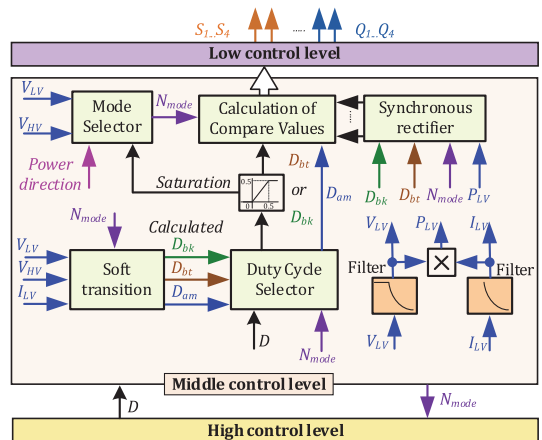 S1...S4 ..... Q1...Q4
Low control level
VLV
VHV
Power direction
Mode Selector
Nmode
Calculation of Compare Values
Synchronous rectifier
Dbk Dbt Nmode PLV
Saturation
0.5
0 0.5
Dbt
or
Dbk
Dam
Nmode
Calculated
VLV
VHV
ILV
Soft transition
Dbk
Dbt
Dam
Duty Cycle Selector
D
Nmode
VLV PLV ILV
Filter
×
Filter
VLV
ILV
Middle control level
D
Nmode
High control level